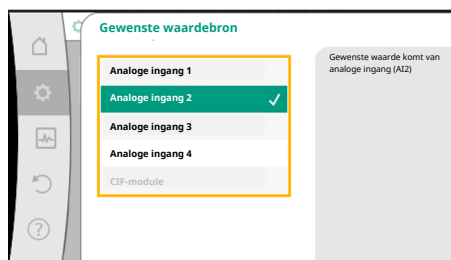 Gewenste waardebron
Analoge ingang 1
Analoge ingang 2
Analoge ingang 3
Analoge ingang 4
CIF-module
Gewenste waarde komt van
analoge ingang (AI2)
?